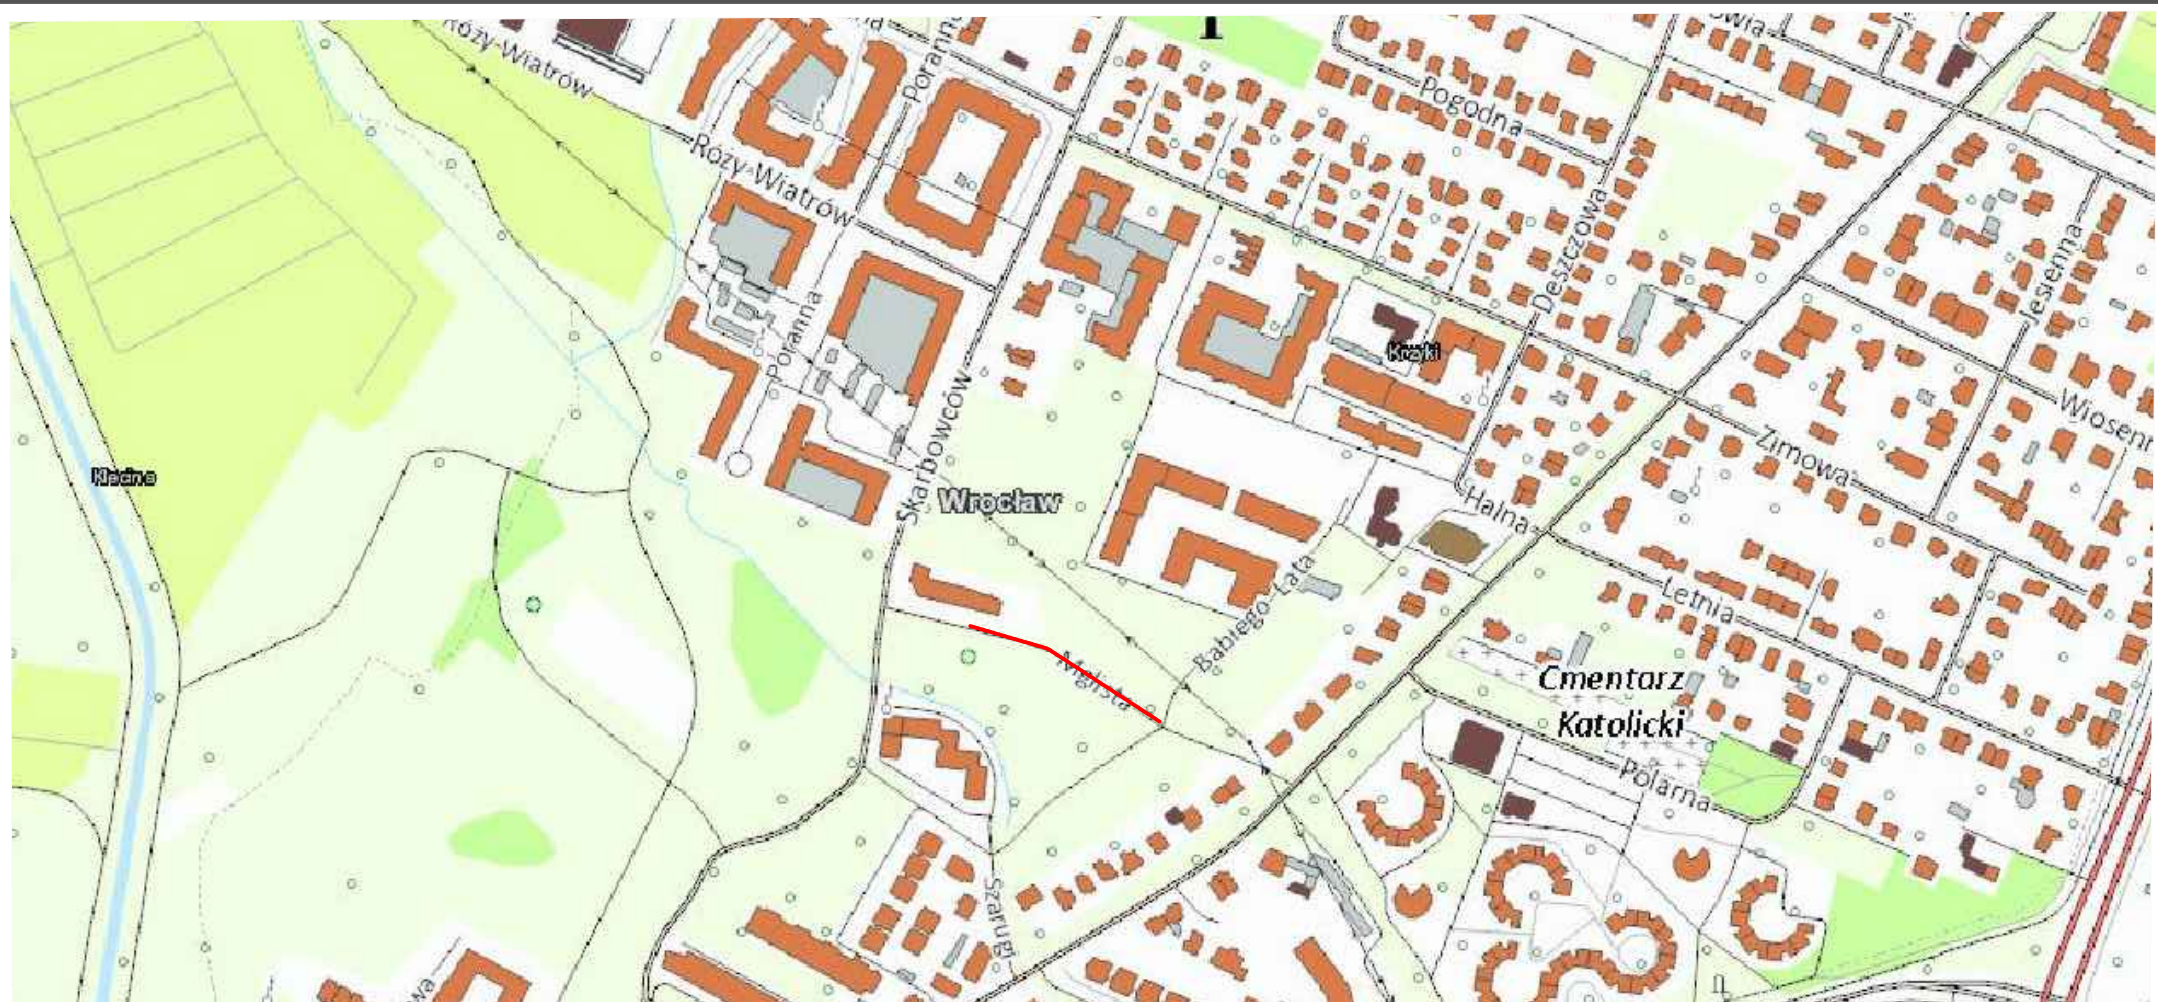 Róży-Wiatrów
Poranna
Pogodna
Róży-Wiatrów
Deszczowa
Jesienna
Poranna
Krzyki
Skarbowców
Wiosenn
Zimowa
Klecina
Wrocław
Halna
Letnia
Babiego-Lata
Mglista
Cmentarz
Katolicki
Polarna
Szarugi